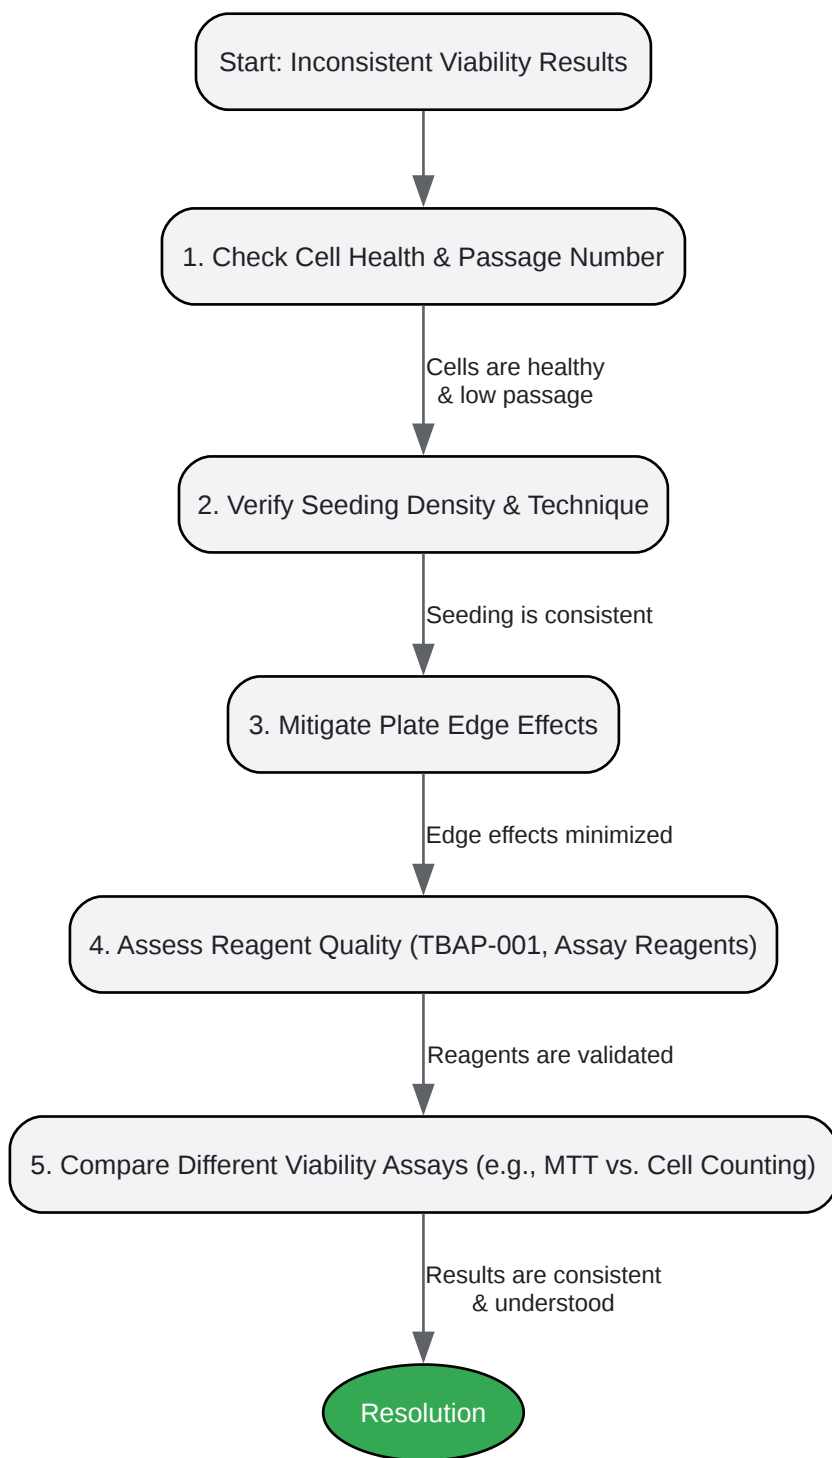 Start: Inconsistent Viability Results
1. Check Cell Health & Passage Number
Cells are healthy
& low passage
2. Verify Seeding Density & Technique
Seeding is consistent
3. Mitigate Plate Edge Effects
Edge effects minimized
4. Assess Reagent Quality (TBAP-001, Assay Reagents)
Reagents are validated
5. Compare Different Viability Assays (e.g., MTT vs. Cell Counting)
Results are consistent
& understood
Resolution